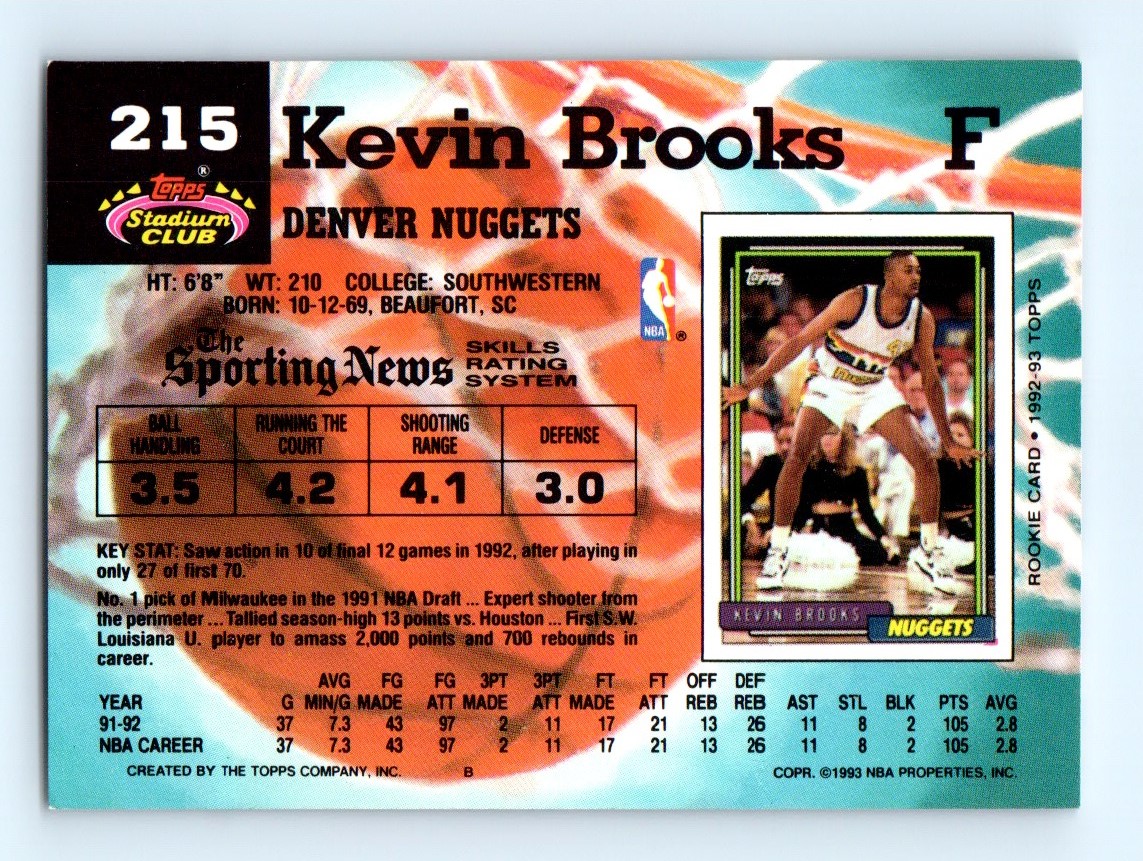 215
Kevin Brooks F
TOPPS ®
Stadium
CLUB
DENVER NUGGETS
HT: 6'8" WT: 210 COLLEGE: SOUTHWESTERN
BORN: 10-12-69, BEAUFORT, SC
NBA ®
The
Sporting News
SKILLS
RATING
SYSTEM
BALL
HANDLING
RUNNING THE
COURT
SHOOTING
RANGE
DEFENSE
3.5 4.2 4.1 3.0
KEY STAT: Saw action in 10 of final 12 games in 1992, after playing in
only 27 of first 70.
No. 1 pick of Milwaukee in the 1991 NBA Draft ... Expert shooter from
the perimeter ... Tallied season-high 13 points vs. Houston ... First S.W.
Louisiana U. player to amass 2,000 points and 700 rebounds in
career.
TOPPS
KEVIN BROOKS
NUGGETS
ROOKIE CARD • 1992-93 TOPPS
AVG FG FG 3PT 3PT FT FT OFF DEF
YEAR G MIN/G MADE ATT MADE ATT MADE ATT REB REB AST STL BLK PTS AVG
91-92 37 7.3 43 97 2 11 17 21 13 26 11 8 2 105 2.8
NBA CAREER 37 7.3 43 97 2 11 17 21 13 26 11 8 2 105 2.8
CREATED BY THE TOPPS COMPANY, INC. B COPR. ©1993 NBA PROPERTIES, INC.